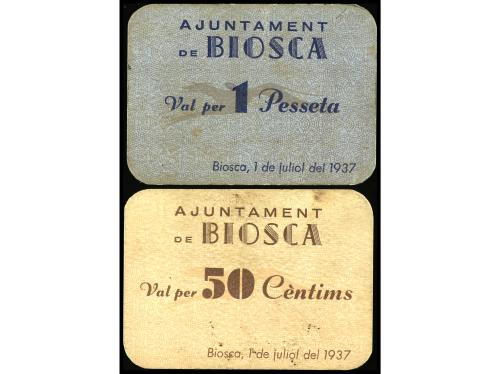 AJUNTAMENT
DE BIOSCA
Val per 1 Pesseta
Biosca, 1 de juliol del 1937
AJUNTAMENT
DE BIOSCA
Val per 50 Cèntims
Biosca, 1 de juliol del 1937